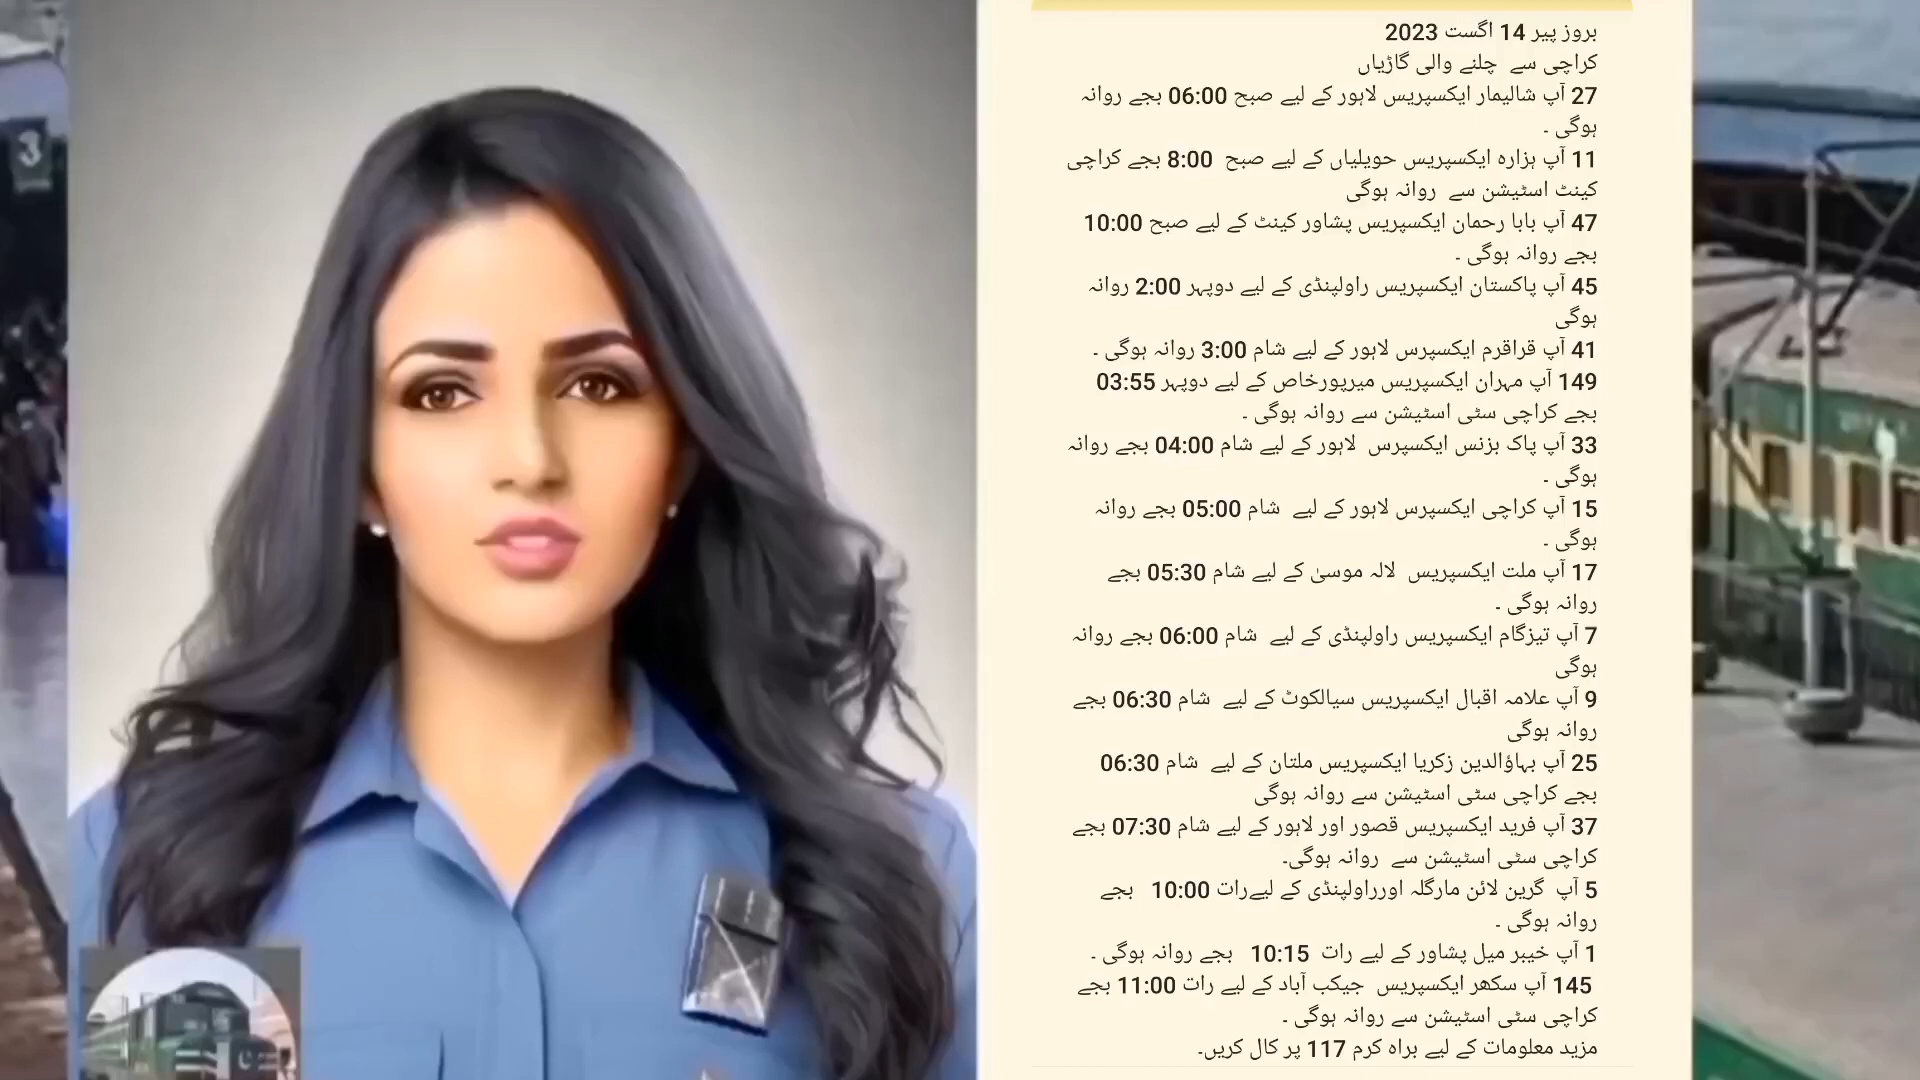 3
بروز پیر 14 اگست 2023
کراچی سے چلنے والی گاڑیاں
27 آپ شالیمار ایکسپریس لاہور کے لیے صبح 06:00 بجے روانہ
ہوگی ۔
11 آپ ہزارہ ایکسپریس حویلیاں کے لیے صبح 8:00 بجے کراچی
کینٹ اسٹیشن سے روانہ ہوگی
47 آپ بابا رحمان ایکسپریس پشاور کینٹ کے لیے صبح 10:00
بجے روانہ ہوگی ۔
45 آپ پاکستان ایکسپریس راولپنڈی کے لیے دوپہر 2:00 روانہ
ہوگی
41 آپ قراقرم ایکسپرس لاہور کے لیے شام 3:00 روانہ ہوگی ۔
149 آپ مہران ایکسپریس میرپورخاص کے لیے دوپہر 03:55
بجے کراچی سٹی اسٹیشن سے روانہ ہوگی ۔
33 آپ پاک بزنس ایکسپرس لاہور کے لیے شام 04:00 بجے روانہ
ہوگی ۔
15 آپ کراچی ایکسپرس لاہور کے لیے شام 05:00 بجے روانہ
ہوگی ۔
17 آپ ملت ایکسپریس لالہ موسیٰ کے لیے شام 05:30 بجے
روانہ ہوگی ۔
7 آپ تیزگام ایکسپریس راولپنڈی کے لیے شام 06:00 بجے روانہ
ہوگی
9 آپ علامہ اقبال ایکسپریس سیالکوٹ کے لیے شام 06:30 بجے
روانہ ہوگی
25 آپ بہاؤالدین زکریا ایکسپریس ملتان کے لیے شام 06:30
بجے کراچی سٹی اسٹیشن سے روانہ ہوگی
37 آپ فرید ایکسپریس قصور اور لاہور کے لیے شام 07:30 بجے
کراچی سٹی اسٹیشن سے روانہ ہوگی۔
5 آپ گرین لائن مارگلہ اورراولپنڈی کے لیےرات 10:00 بجے
روانہ ہوگی ۔
1 آپ خیبر میل پشاور کے لیے رات 10:15 بجے روانہ ہوگی ۔
145 آپ سکھر ایکسپریس جیکب آباد کے لیے رات 11:00 بجے
کراچی سٹی اسٹیشن سے روانہ ہوگی ۔
مزید معلومات کے لیے براہ کرم 117 پر کال کریں۔